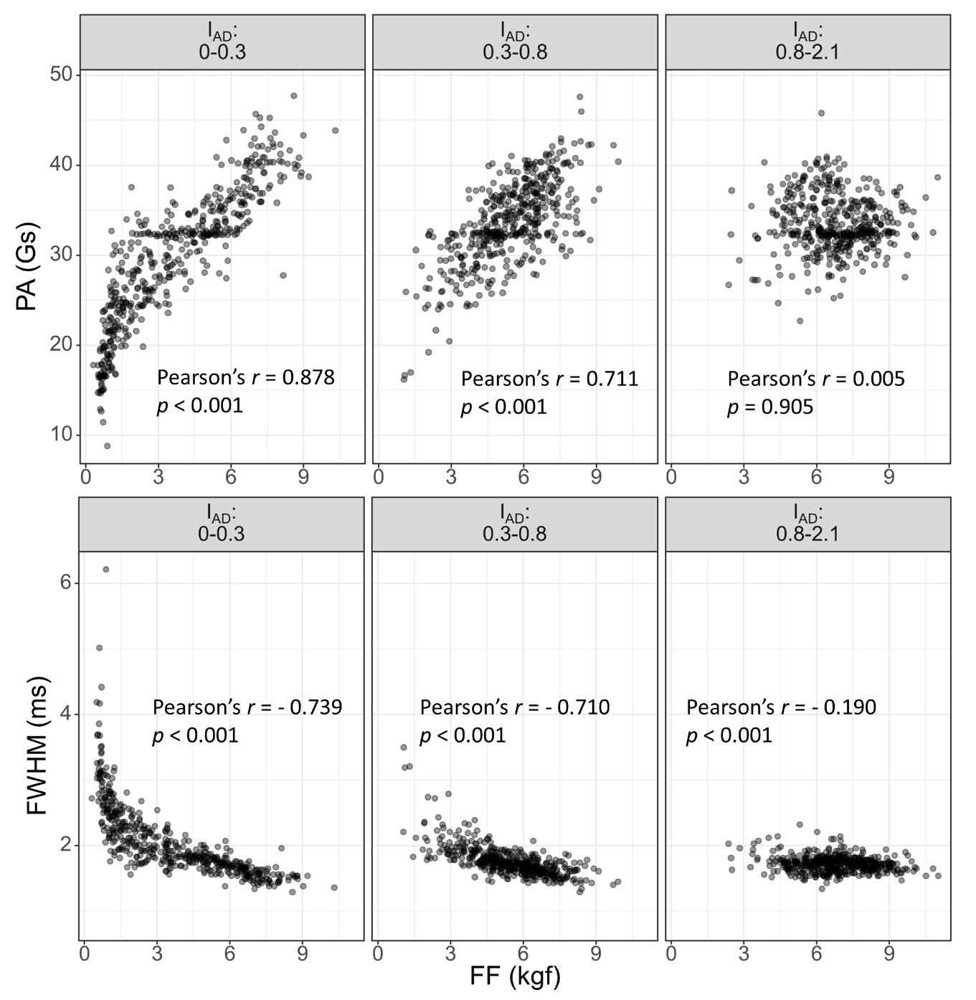 I_AD: I_AD: I_AD:
0-0.3 0.3-0.8 0.8-2.1
50
40
30
20
10
PA (Gs)
Pearson’s r = 0.878 Pearson’s r = 0.711 Pearson’s r = 0.005
p < 0.001 p < 0.001 p = 0.905
0 3 6 9 0 3 6 9 0 3 6 9
I_AD: I_AD: I_AD:
0-0.3 0.3-0.8 0.8-2.1
6
4
2
FWHM (ms)
Pearson’s r = - 0.739 Pearson’s r = - 0.710 Pearson’s r = - 0.190
p < 0.001 p < 0.001 p < 0.001
0 3 6 9 0 3 6 9 0 3 6 9
FF (kgf)